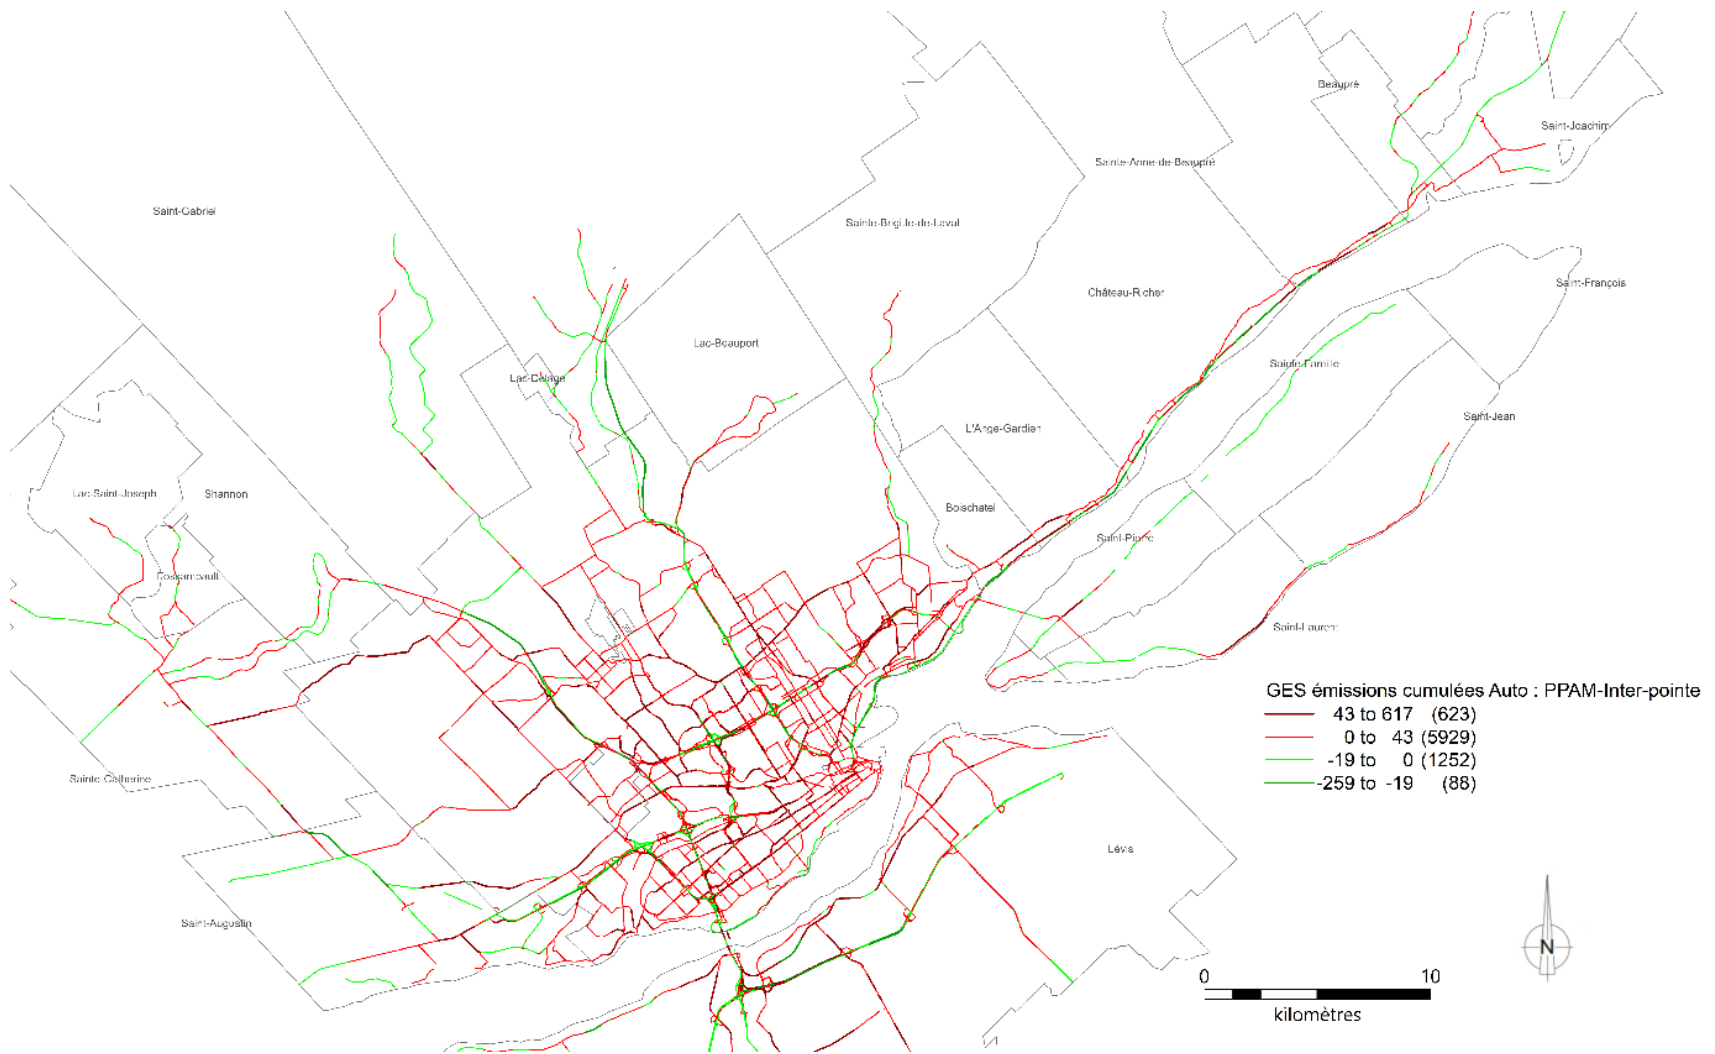 Beaupré
Saint-Joachim
Sainte-Anne-de-Beaupré
Saint-Gabriel
Sainte-Brigitte-de-Laval
Saint-François
Château-Richer
Lac-Beauport
Sainte-Famille
Lac-Delage
Saint-Jean
L'Ange-Gardien
Lac-Saint-Joseph
Shannon
Boischatel
Saint-Pierre
Fossambault
Saint-Laurent
GES émissions cumulées Auto : PPAM-Inter-pointe
43 to 617 (623)
0 to 43 (5929)
-19 to 0 (1252)
-259 to -19 (88)
Sainte-Catherine
Lévis
Saint-Augustin
N
0 10
kilomètres